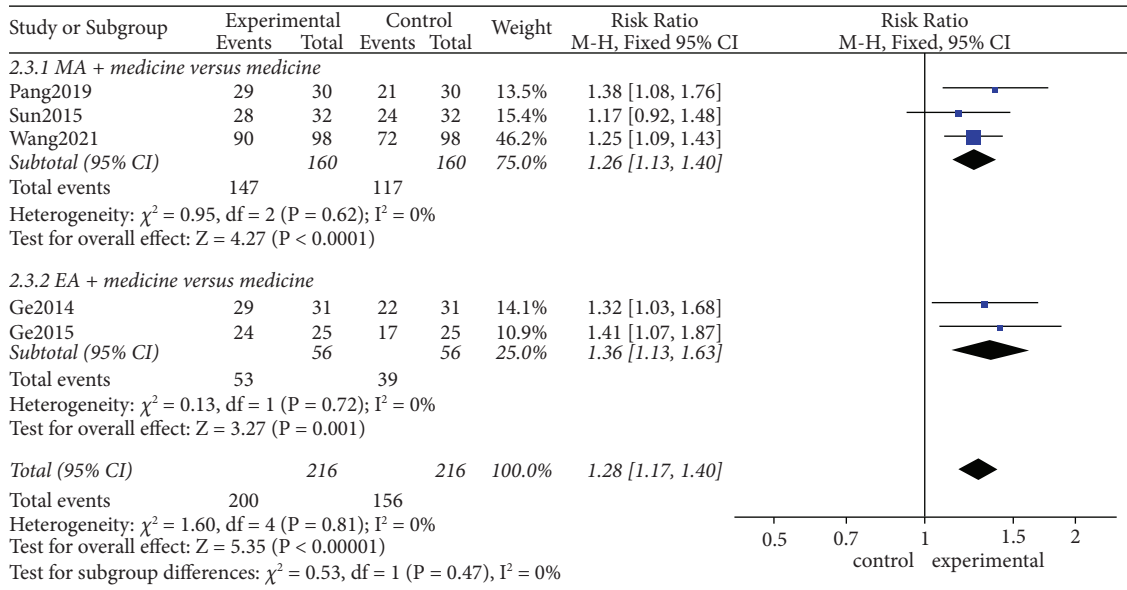 Study or Subgroup Experimental Control Weight Risk Ratio Risk Ratio
Events Total Events Total M-H, Fixed 95% CI M-H, Fixed, 95% CI
2.3.1 MA + medicine versus medicine
Pang2019 29 30 21 30 13.5% 1.38 [1.08, 1.76]
Sun2015 28 32 24 32 15.4% 1.17 [0.92, 1.48]
Wang2021 90 98 72 98 46.2% 1.25 [1.09, 1.43]
Subtotal (95% CI) 160 160 75.0% 1.26 [1.13, 1.40]
Total events 147 117
Heterogeneity: χ² = 0.95, df = 2 (P = 0.62); I² = 0%
Test for overall effect: Z = 4.27 (P < 0.0001)
2.3.2 EA + medicine versus medicine
Ge2014 29 31 22 31 14.1% 1.32 [1.03, 1.68]
Ge2015 24 25 17 25 10.9% 1.41 [1.07, 1.87]
Subtotal (95% CI) 56 56 25.0% 1.36 [1.13, 1.63]
Total events 53 39
Heterogeneity: χ² = 0.13, df = 1 (P = 0.72); I² = 0%
Test for overall effect: Z = 3.27 (P = 0.001)
Total (95% CI) 216 216 100.0% 1.28 [1.17, 1.40]
Total events 200 156
Heterogeneity: χ² = 1.60, df = 4 (P = 0.81); I² = 0%
Test for overall effect: Z = 5.35 (P < 0.00001)
Test for subgroup differences: χ² = 0.53, df = 1 (P = 0.47), I² = 0%
0.5 0.7 1 1.5 2
control experimental